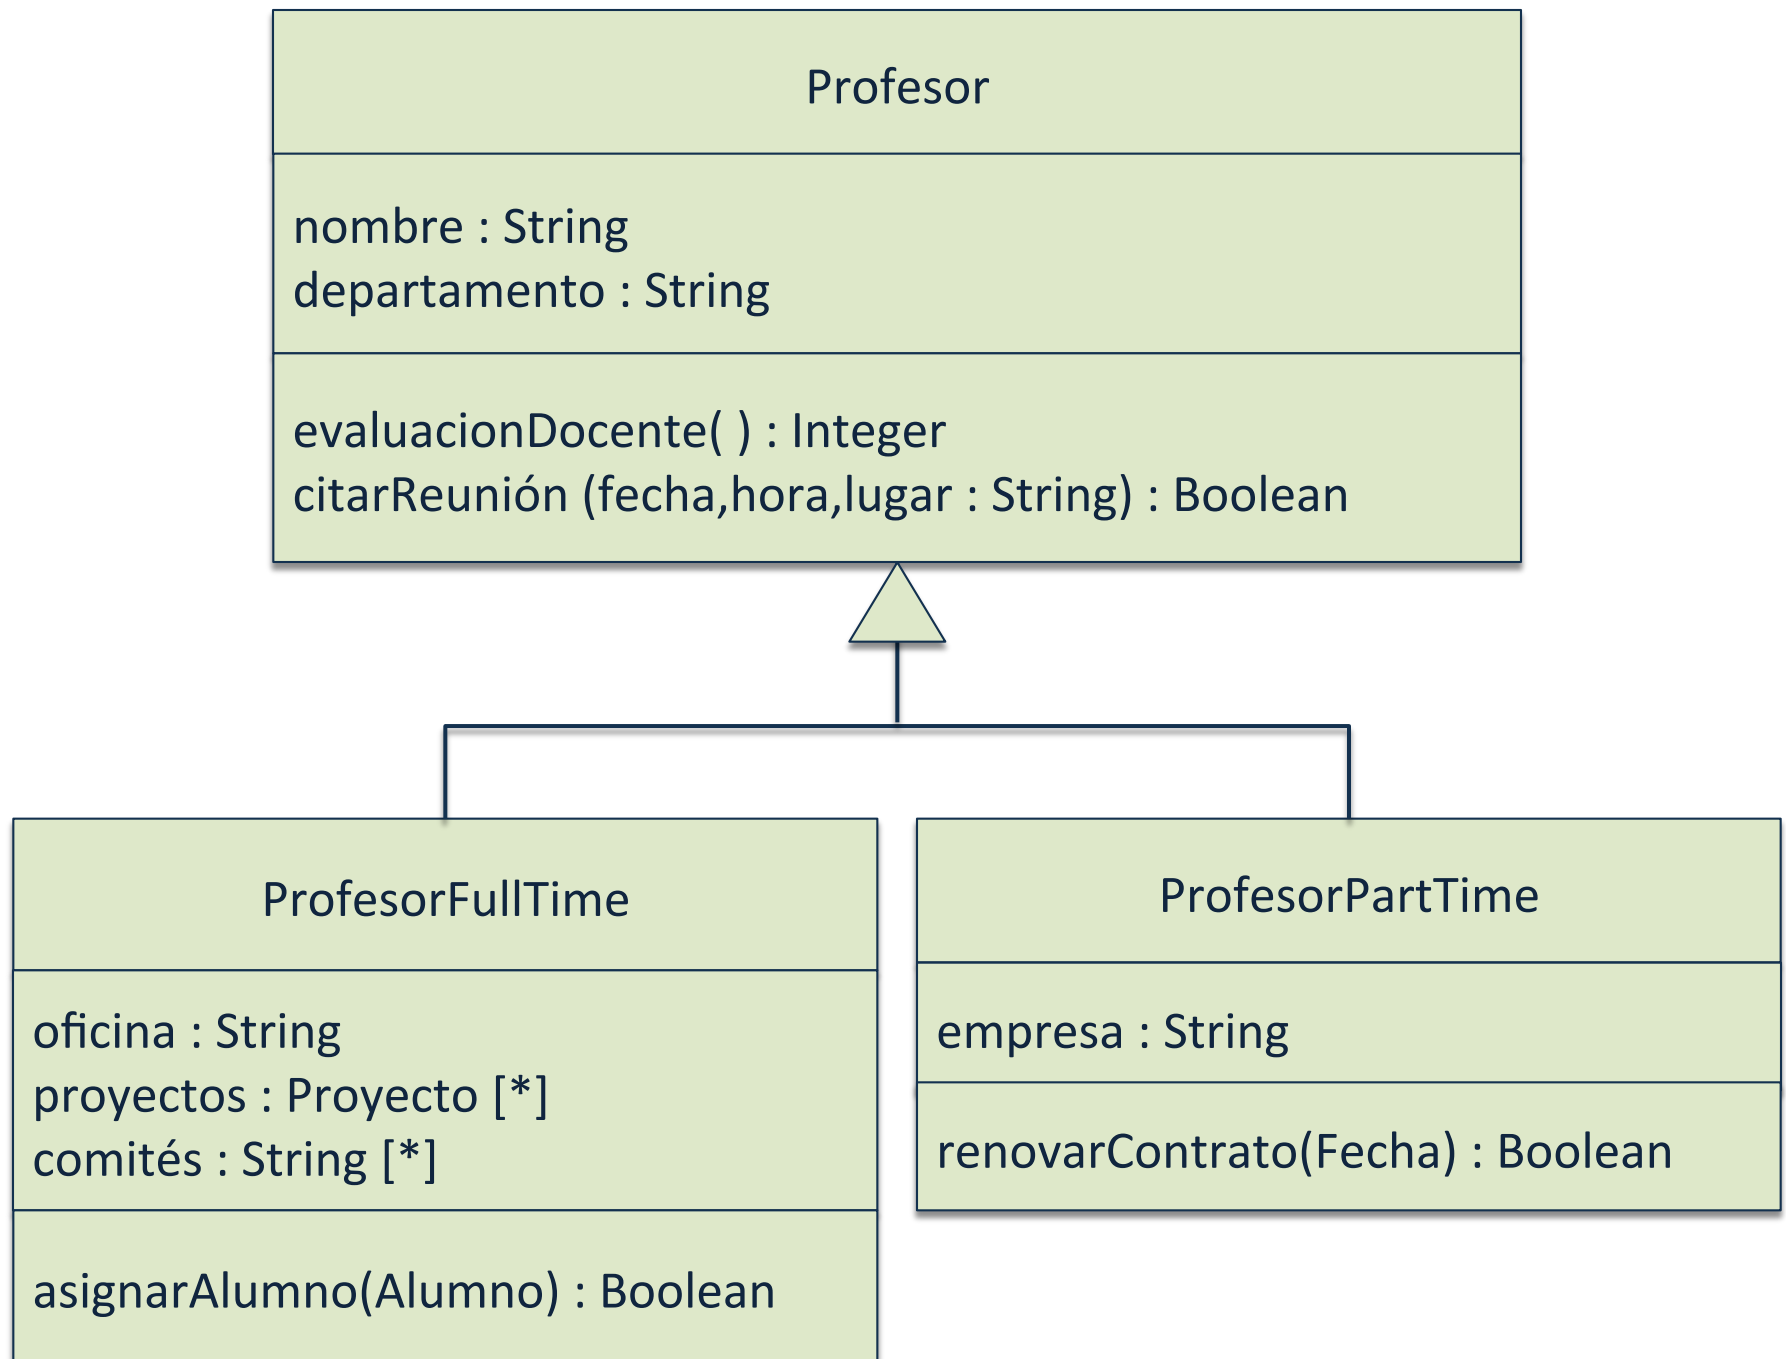 Profesor
nombre : String
departamento : String
evaluacionDocente( ) : Integer
citarReunión (fecha,hora,lugar : String) : Boolean
ProfesorFullTime
oficina : String
proyectos : Proyecto [*]
comités : String [*]
asignarAlumno(Alumno) : Boolean
ProfesorPartTime
empresa : String
renovarContrato(Fecha) : Boolean